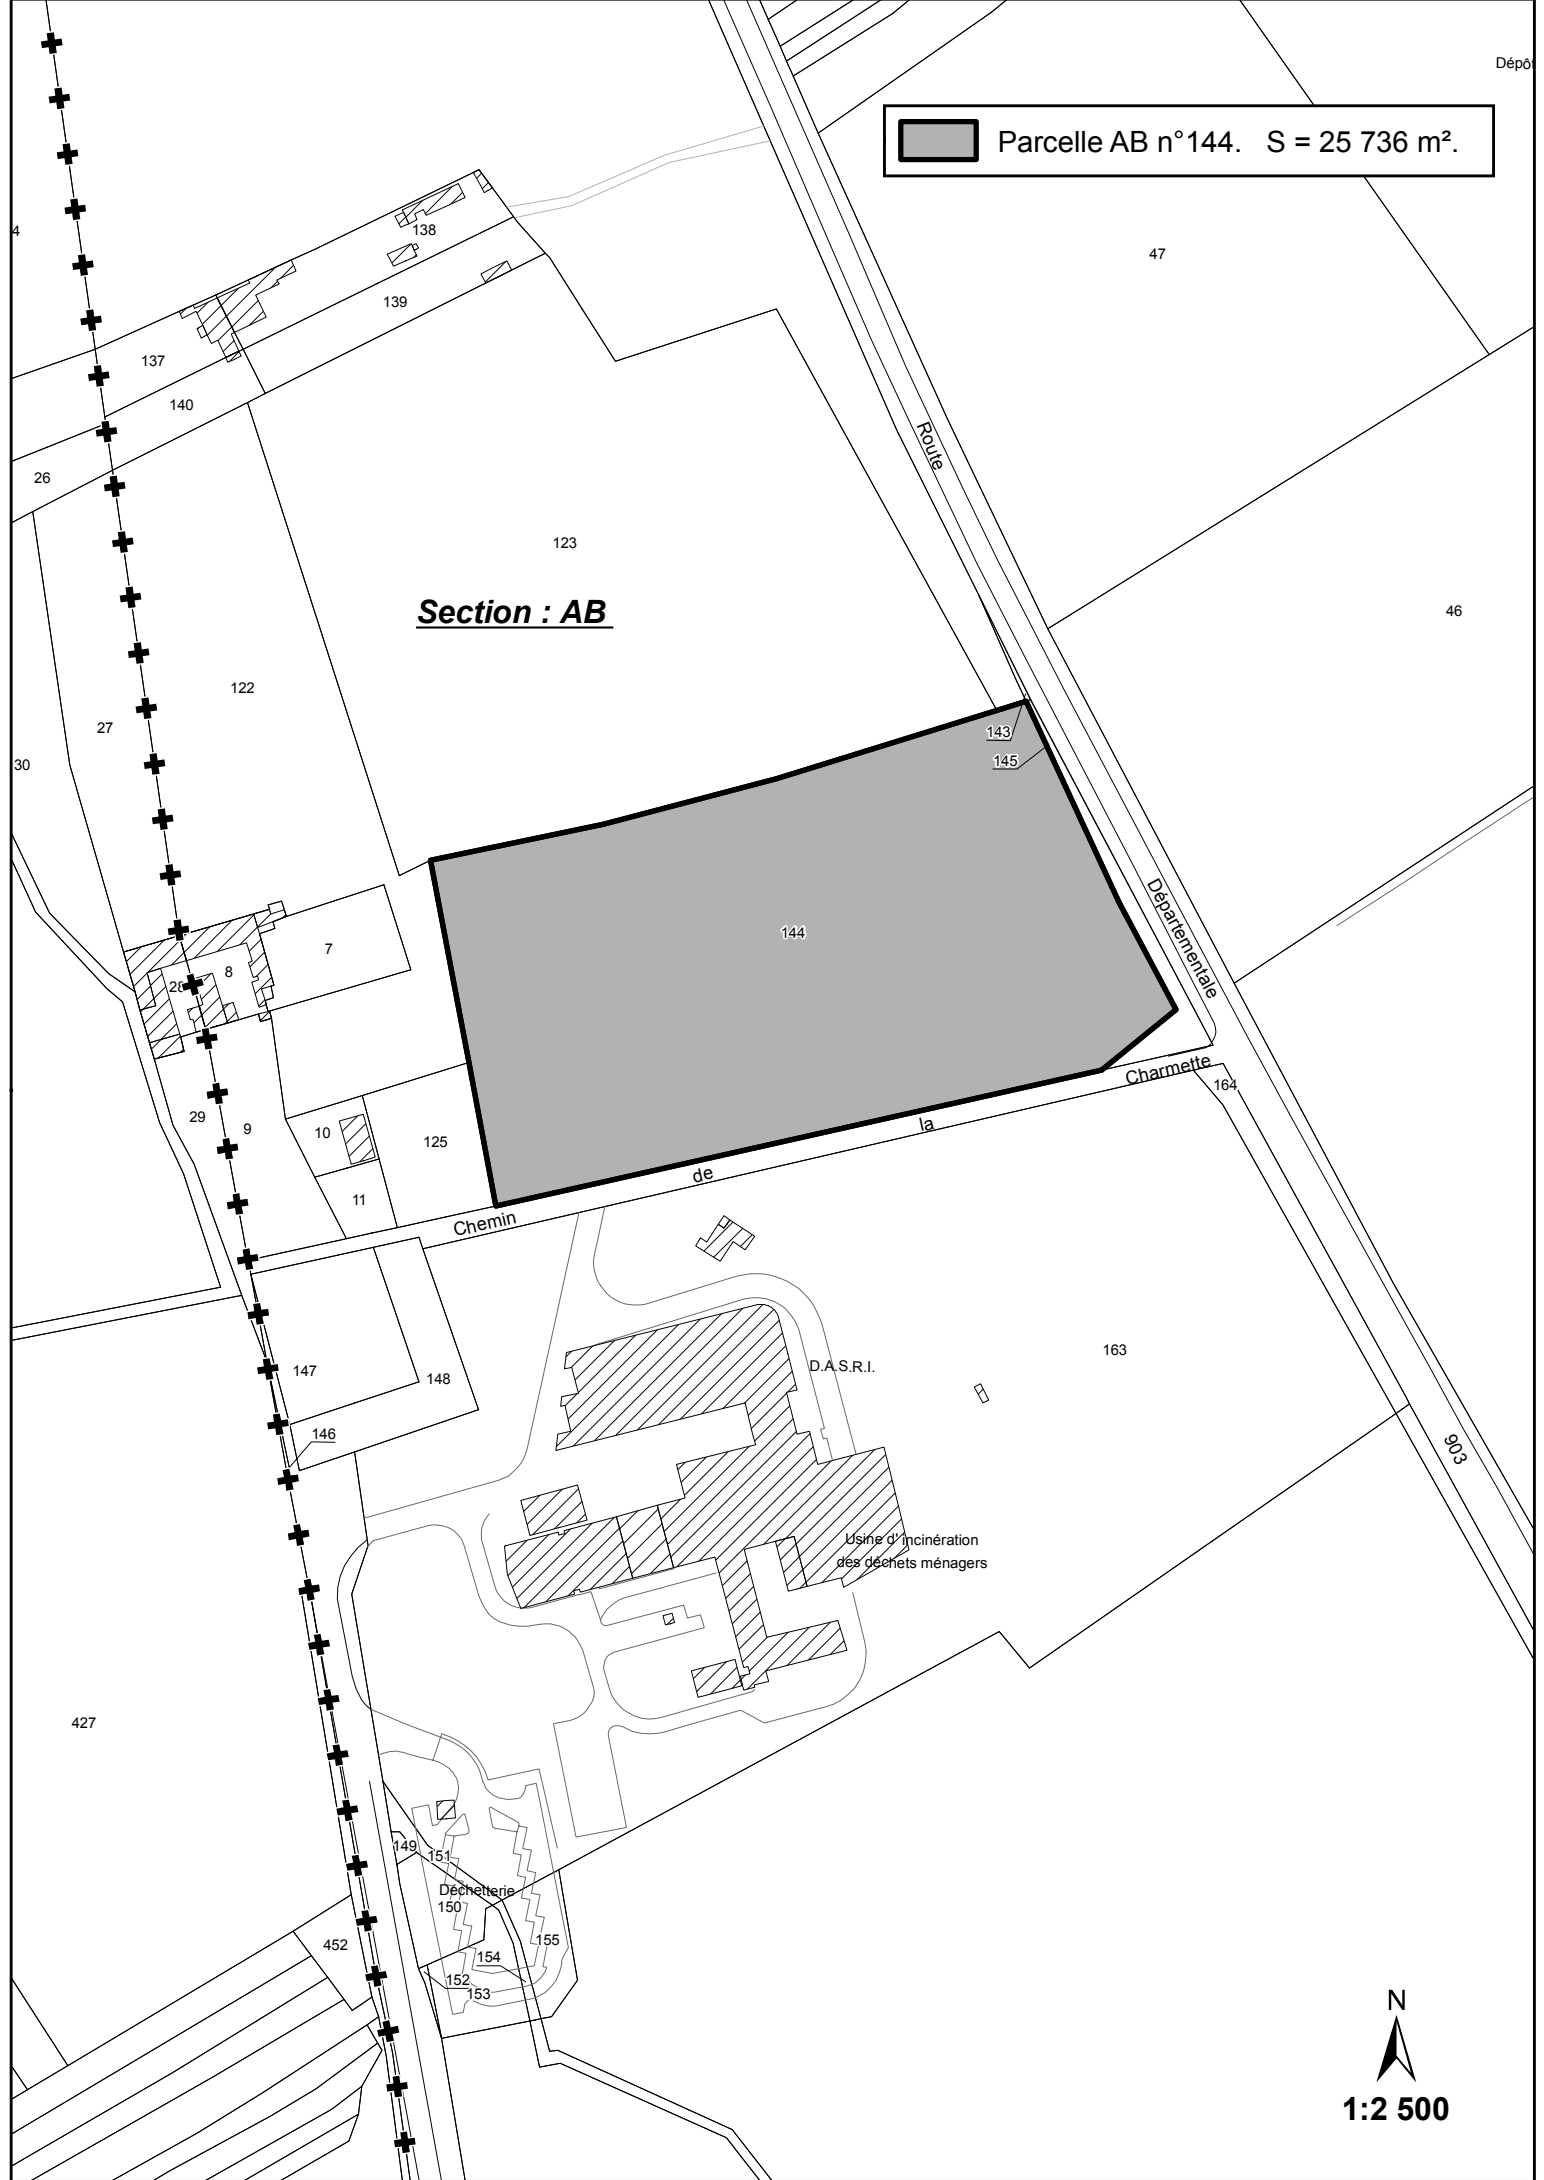 Dépôt
Parcelle AB n°144. S = 25 736 m².
4
138
47
139
137
140
Route
26
123
Section : AB
46
122
27
143
145
30
Départementale
144
7
8
28
Charmette
164
29
9
10
125
la
de
11
Chemin
163
D.A.S.R.I.
147
148
146
903
Usine d' incinération
des déchets ménagers
427
149
151
Déchetterie
150
452
155
154
152
153
N
1:2 500